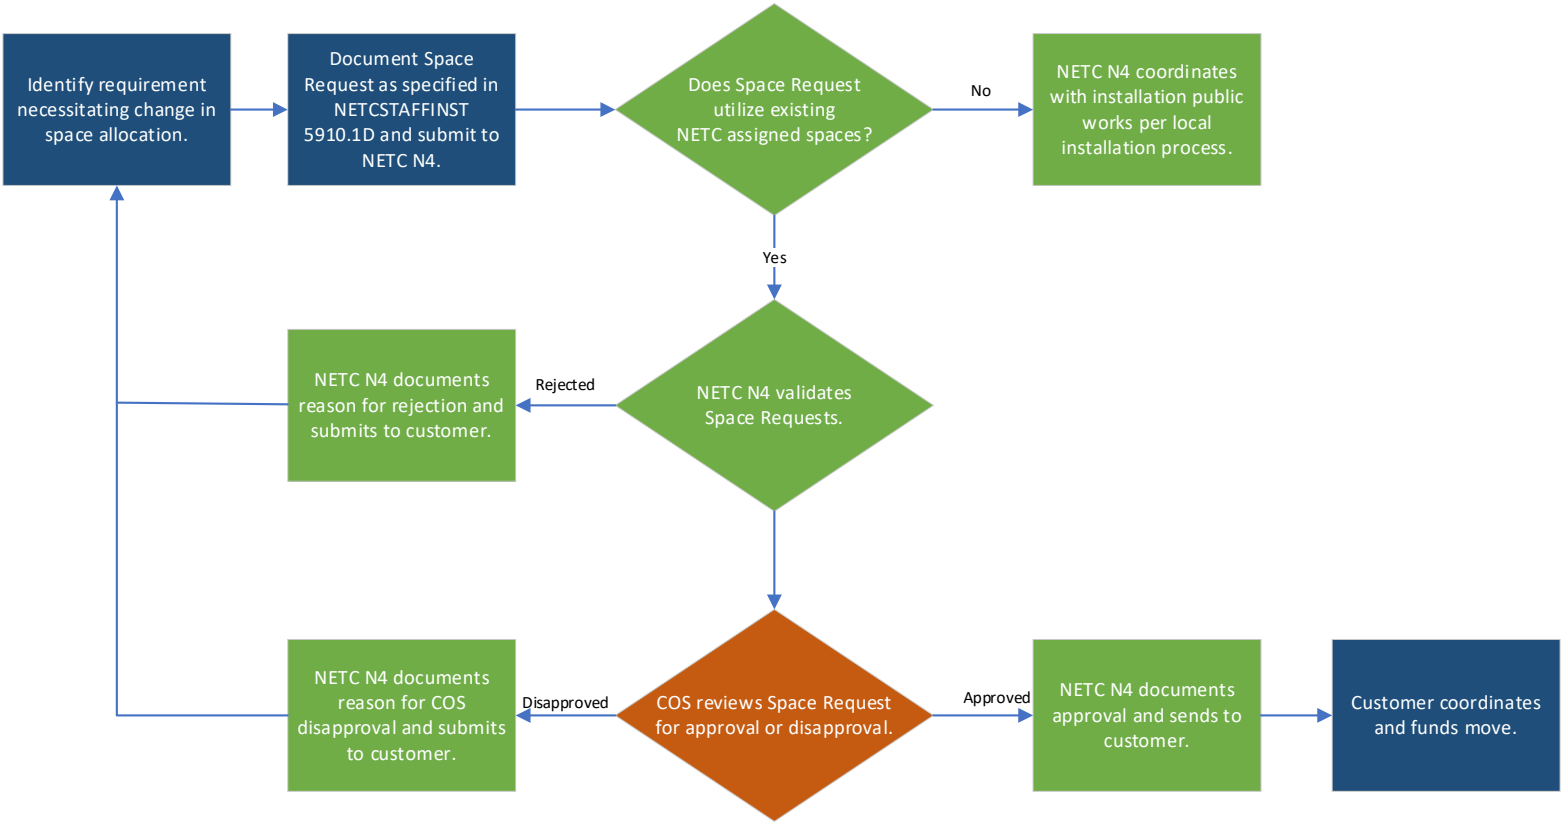 Identify requirement
necessitating change in
space allocation.
Document Space
Request as specified in
NETCSTAFFINST
5910.1D and submit to
NETC N4.
Does Space Request
utilize existing
NETC assigned spaces?
No
NETC N4 coordinates
with installation public
works per local
installation process.
Yes
NETC N4 documents
reason for rejection and
submits to customer.
Rejected
NETC N4 validates
Space Requests.
NETC N4 documents
reason for COS
disapproval and submits
to customer.
Disapproved
COS reviews Space Request
for approval or disapproval.
Approved
NETC N4 documents
approval and sends to
customer.
Customer coordinates
and funds move.